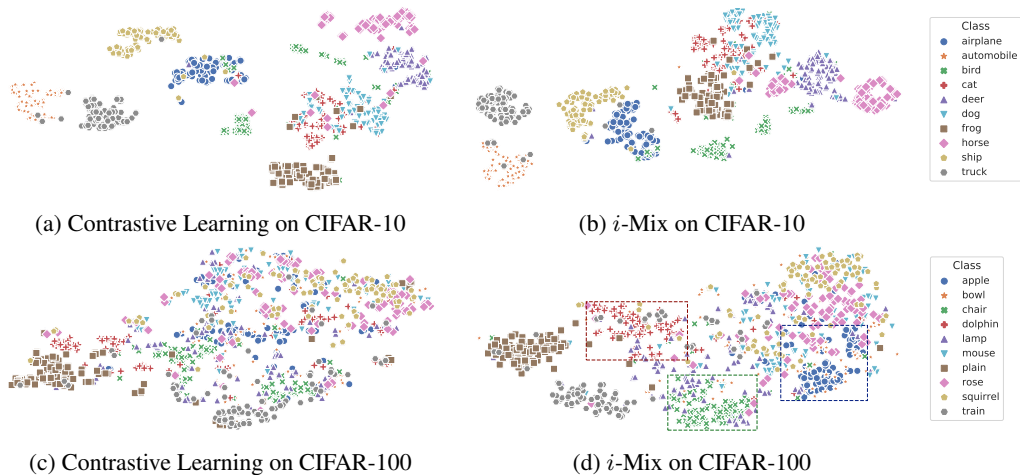 Class
airplane
automobile
bird
cat
deer
dog
frog
horse
ship
truck
(a) Contrastive Learning on CIFAR-10
(b) i-Mix on CIFAR-10
Class
apple
bowl
chair
dolphin
lamp
mouse
plain
rose
squirrel
train
(c) Contrastive Learning on CIFAR-100
(d) i-Mix on CIFAR-100